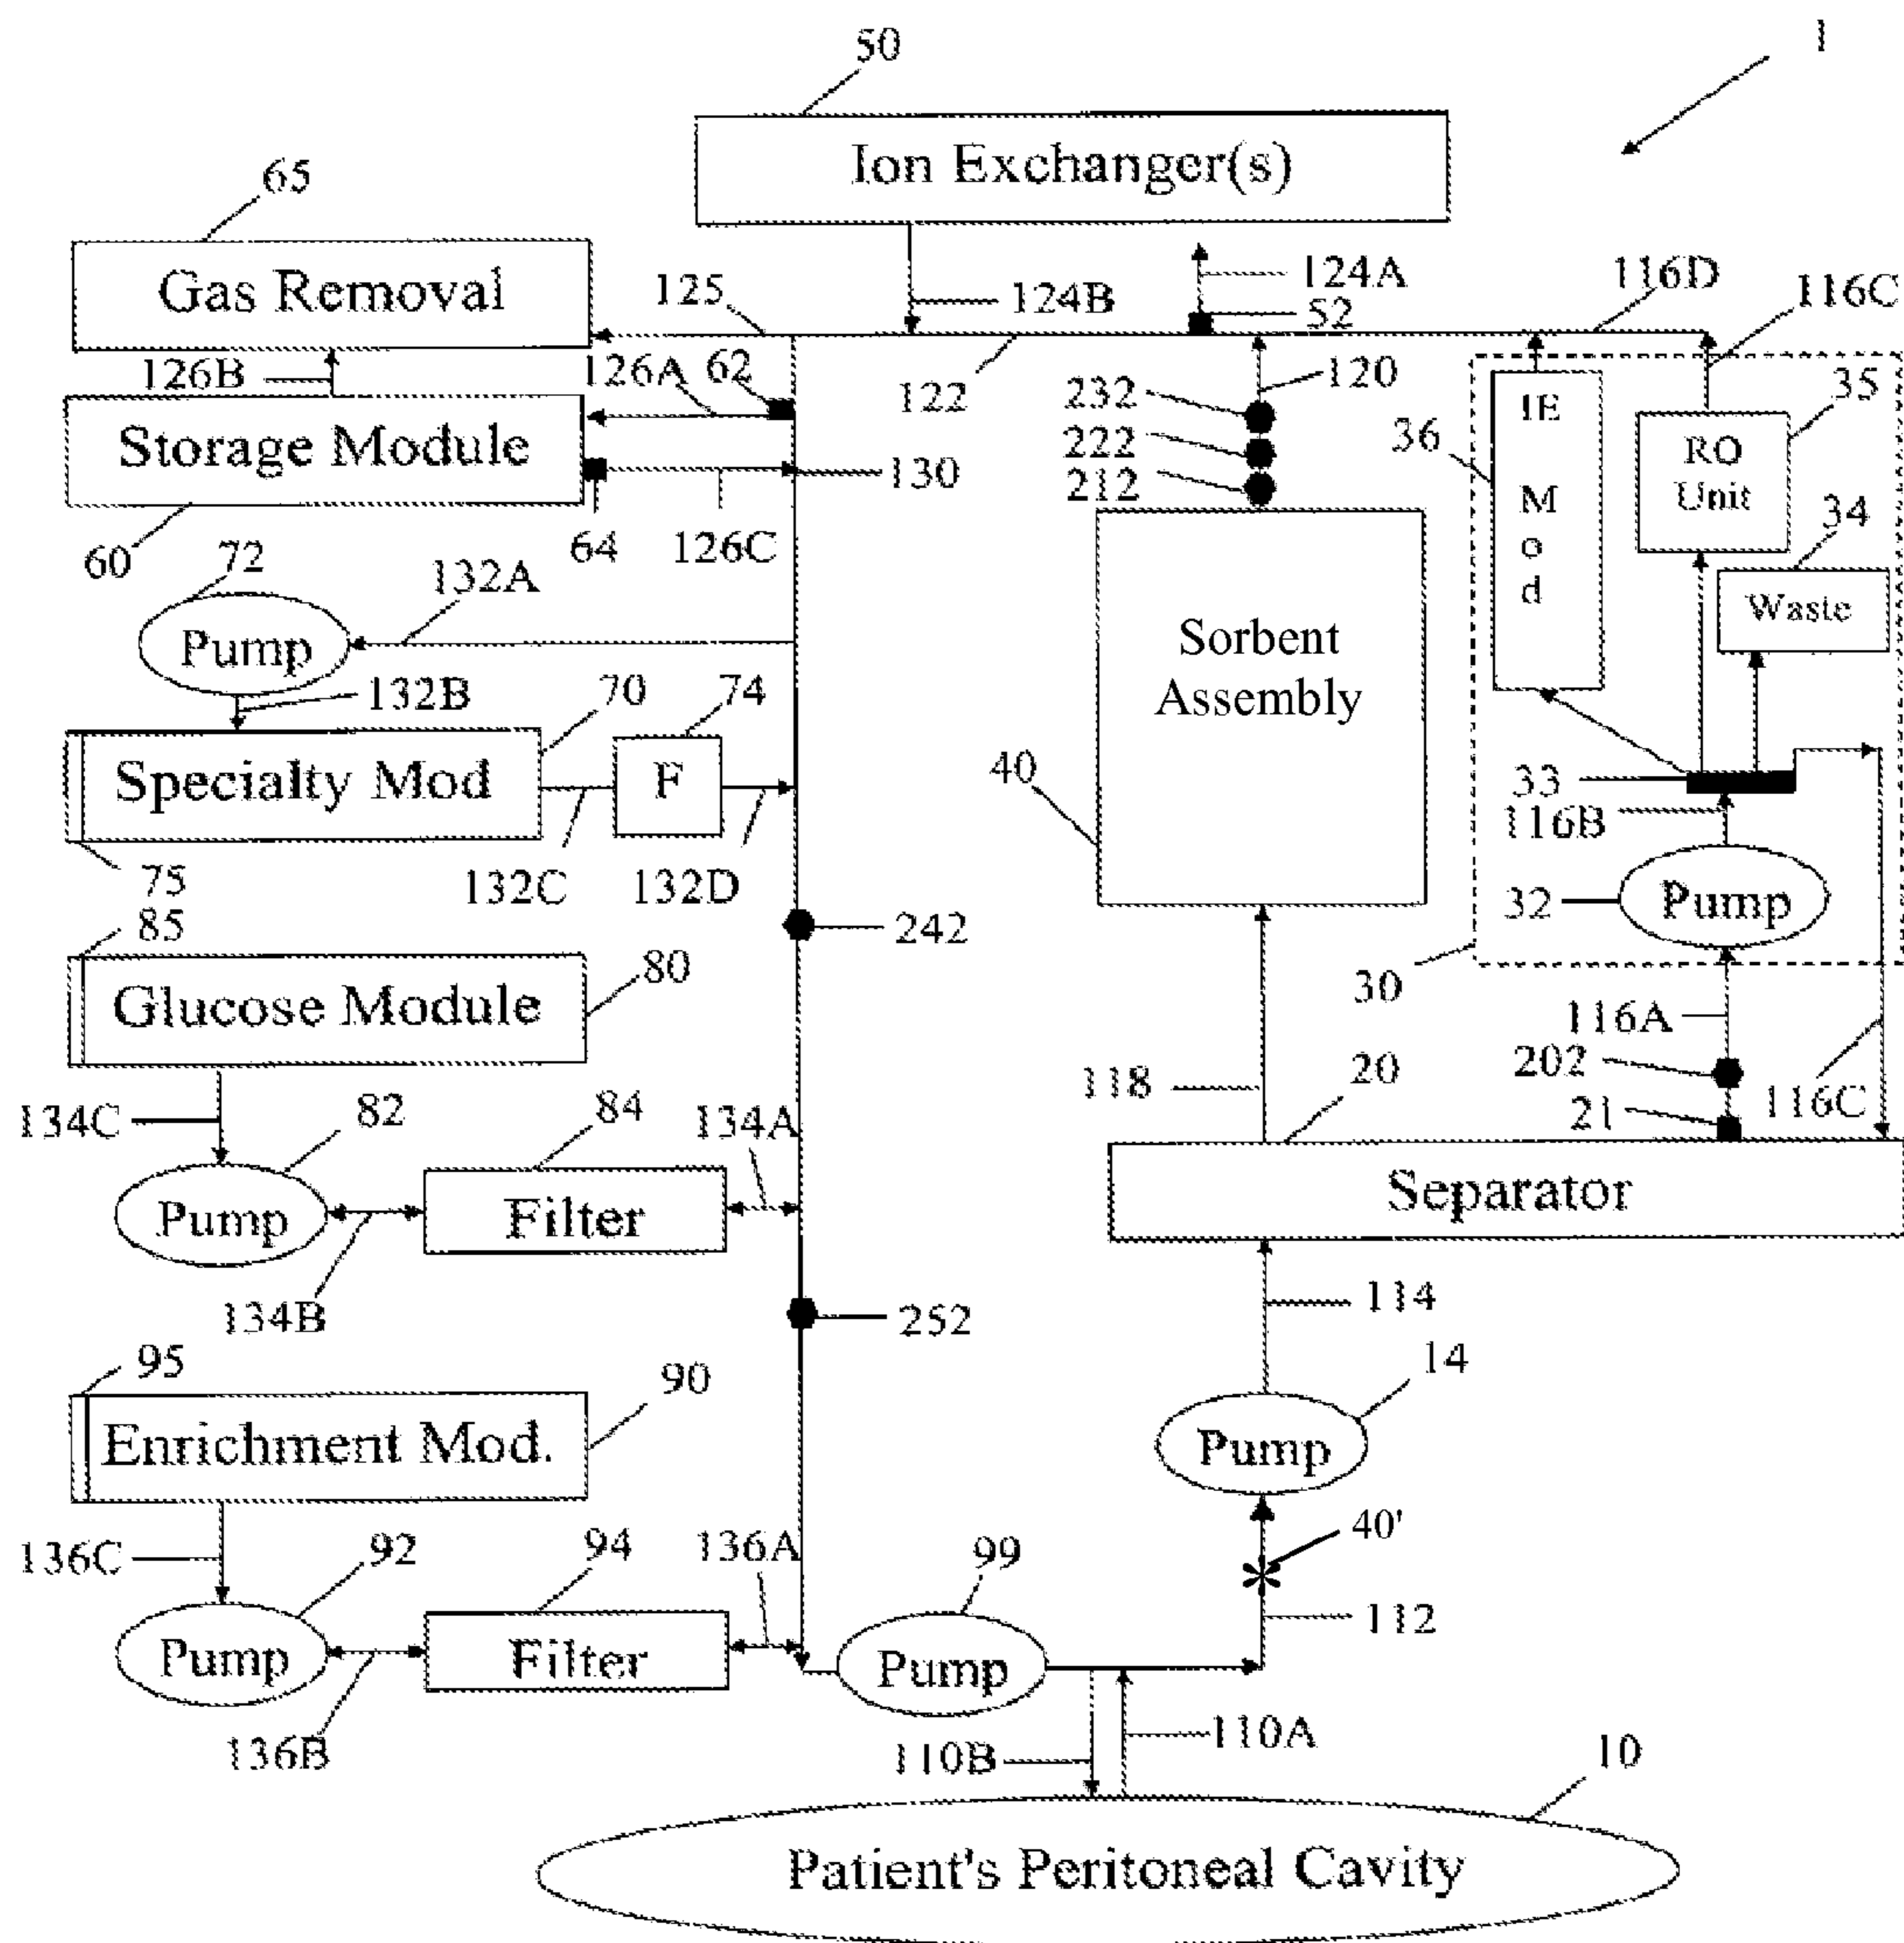 50
1
Ion Exchanger(s)
65
Gas Removal
125
124B
124A
52
116D
116C
126B
126A
62
122
120
232
222
212
36
IE
Mod
35
RO
Unit
34
Waste
Storage Module
130
60
64
126C
72
132A
Pump
132B
70
74
Specialty Mod
F
75
132C
132D
Sorbent
Assembly
40
33
116B
32
Pump
85
242
30
Glucose Module
80
116A
202
21
116C
118
20
134C
82
84
134A
Pump
Filter
Separator
134B
252
114
95
90
14
Enrichment Mod.
Pump
136C
92
94
136A
99
40'
112
Pump
Filter
Pump
136B
110B
110A
10
Patient's Peritoneal Cavity